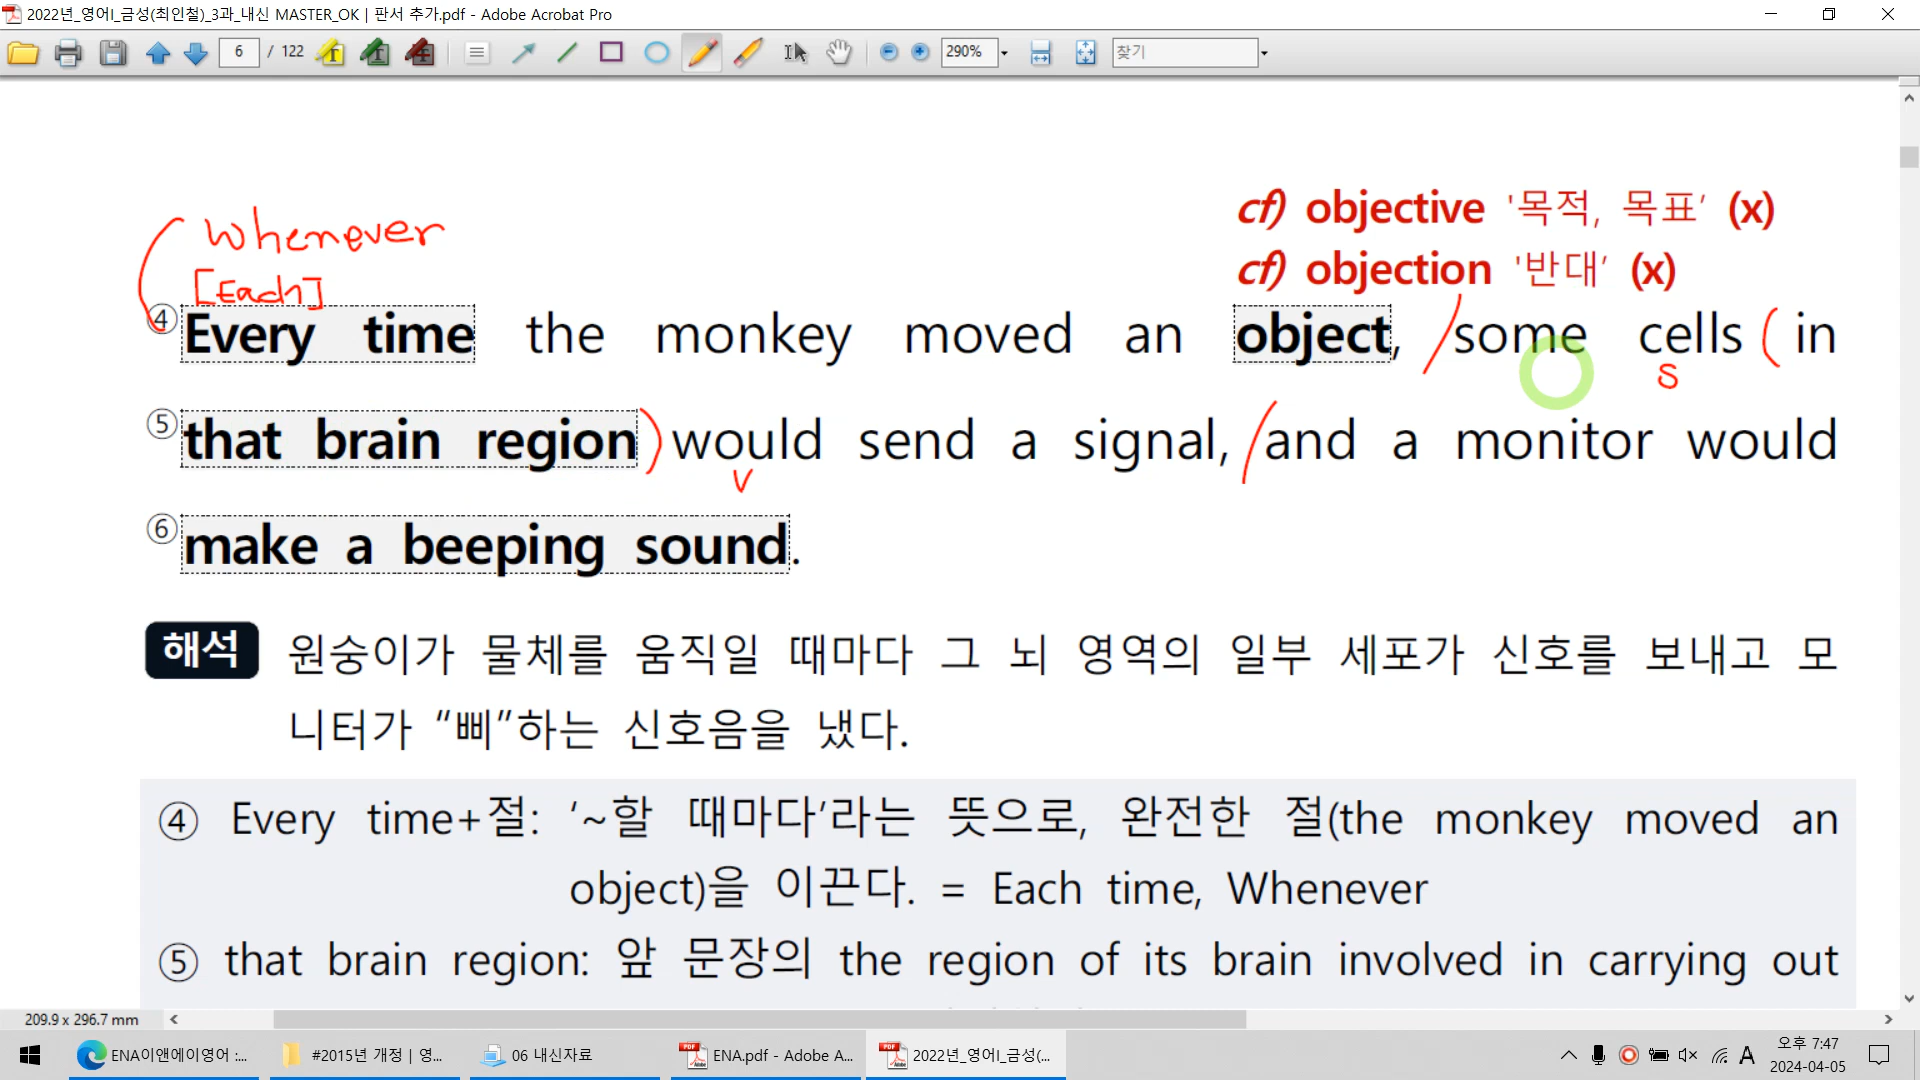 2022년_영어I_금성(최인철)_3과_내신 MASTER_OK | 판서 추가.pdf - Adobe Acrobat Pro
6 / 122 290% 찾기
cf) objective '목적, 목표' (x)
Whenever
cf) objection '반대' (x)
[Each]
④ Every time the monkey moved an object, / some cells (in
S
⑤ that brain region) would send a signal, / and a monitor would
V
⑥ make a beeping sound.
해석 원숭이가 물체를 움직일 때마다 그 뇌 영역의 일부 세포가 신호를 보내고 모
니터가 “삐”하는 신호음을 냈다.
④ Every time+절: ‘~할 때마다’라는 뜻으로, 완전한 절(the monkey moved an
object)을 이끈다. = Each time, Whenever
⑤ that brain region: 앞 문장의 the region of its brain involved in carrying out
209.9 x 296.7 mm
ENA이앤에이영어 :... #2015년 개정 | 영... 06 내신자료 ENA.pdf - Adobe A... 2022년_영어I_금성(... A 오후 7:47
2024-04-05